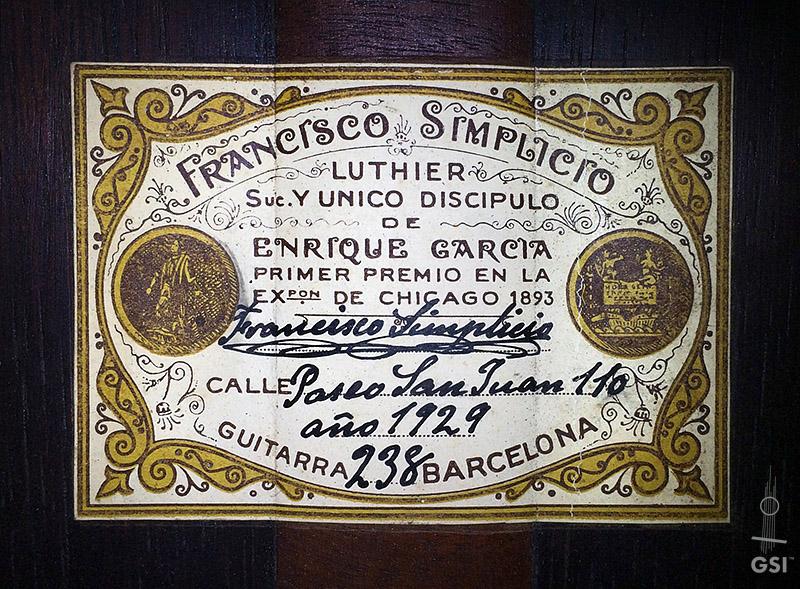 FRANCISCO SIMPLICIO
LUTHIER
Suc. Y UNICO DISCIPULO
DE
ENRIQUE GARCIA
PRIMER PREMIO EN LA
EXPON DE CHICAGO 1893
Francisco Simplicio
CALLE Paseo San Juan 110
año 1929
GUITARRA 238 BARCELONA
GSI